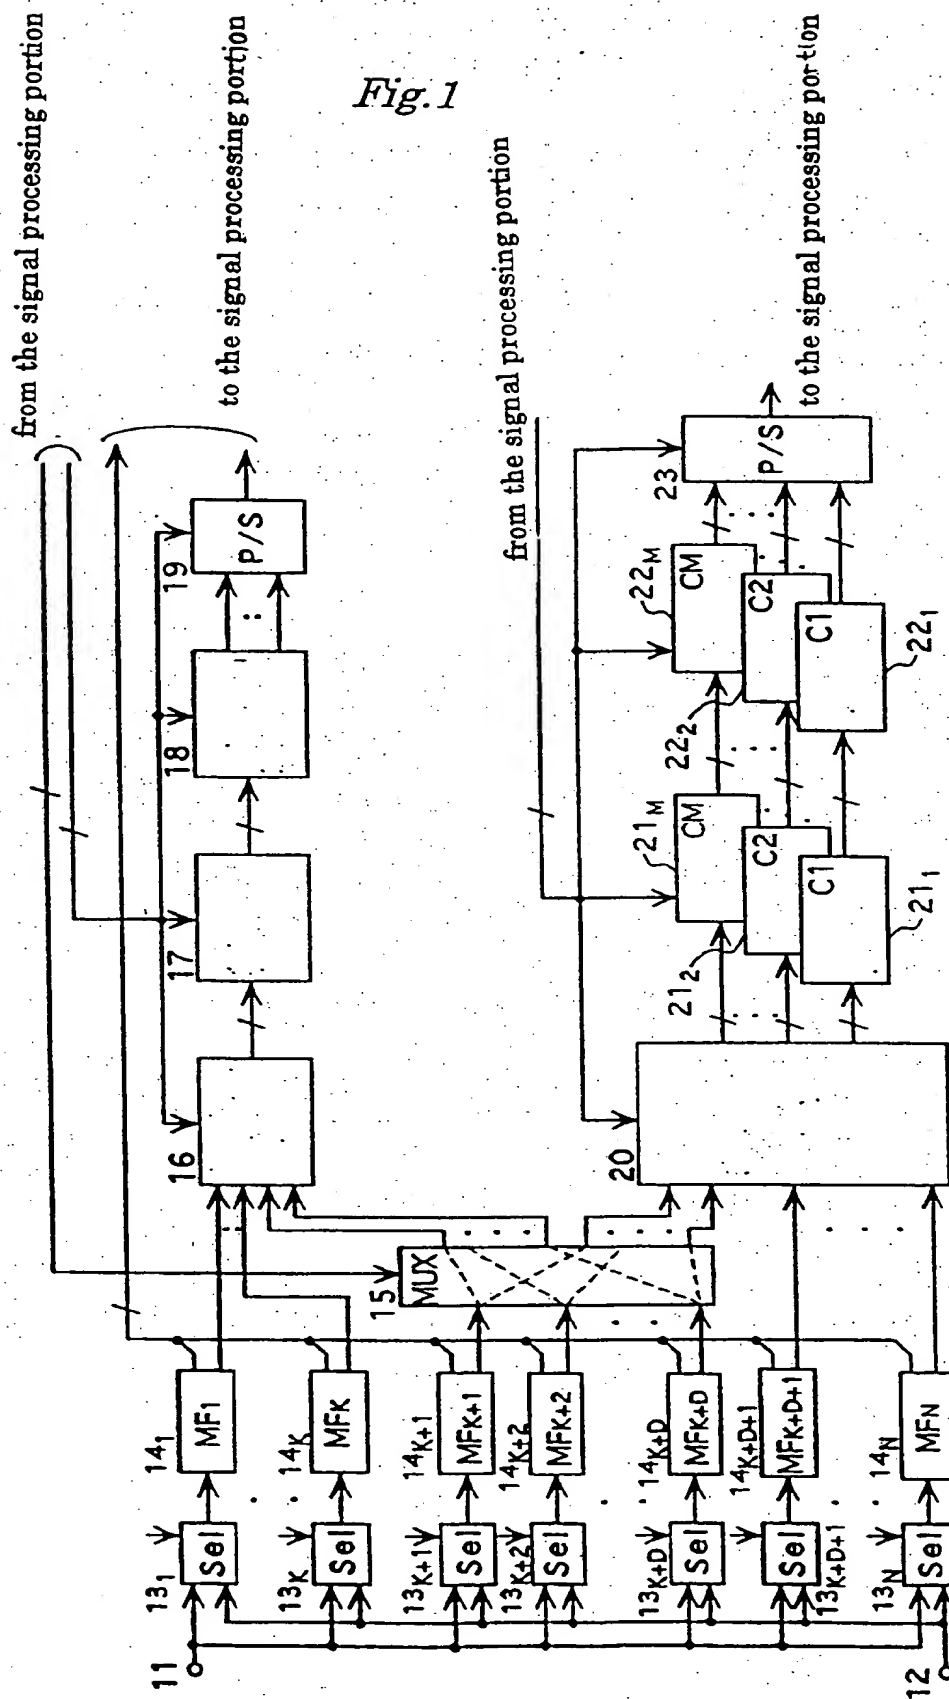 Fig.1
from the signal processing portion
to the signal processing portion
from the signal processing portion
to the signal processing portion
11
12
13₁ Sel
13K Sel
13K+1 Sel
13K+2 Sel
13K+D Sel
13K+D+1 Sel
13N Sel
14₁ MF1
14K MFK
14K+1 MFK+1
14K+2 MFK+2
14K+D MFK+D
14K+D+1 MFK+D+1
14N MFN
15 MUX
16
17
18
19 P/S
20
21M CM
21₂ C2
21₁ C1
22M CM
22₂ C2
22₁ C1
23 P/S